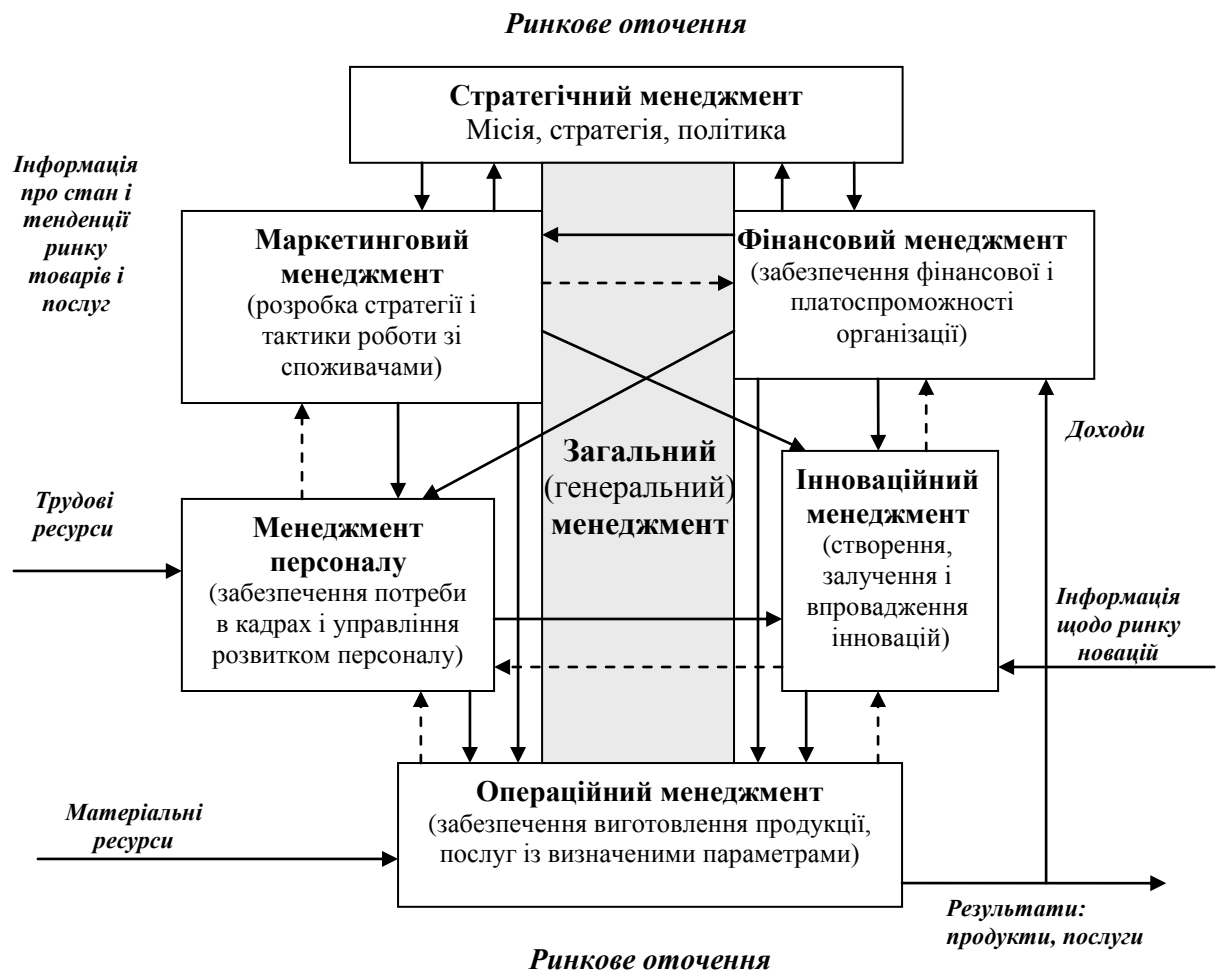 Ринкове оточення
Стратегічний менеджмент
Місія, стратегія, політика
Інформація
про стан і
тенденції
ринку
товарів і
послуг
Маркетинговий
менеджмент
(розробка стратегії і
тактики роботи зі
споживачами)
Фінансовий менеджмент
(забезпечення фінансової і
платоспроможності
організації)
Доходи
Загальний
(генеральний)
менеджмент
Трудові
ресурси
Менеджмент
персоналу
(забезпечення потреби
в кадрах і управління
розвитком персоналу)
Інноваційний
менеджмент
(створення,
залучення і
впровадження
інновацій)
Інформація
щодо ринку
новацій
Матеріальні
ресурси
Операційний менеджмент
(забезпечення виготовлення продукції,
послуг із визначеними параметрами)
Результати:
продукти, послуги
Ринкове оточення